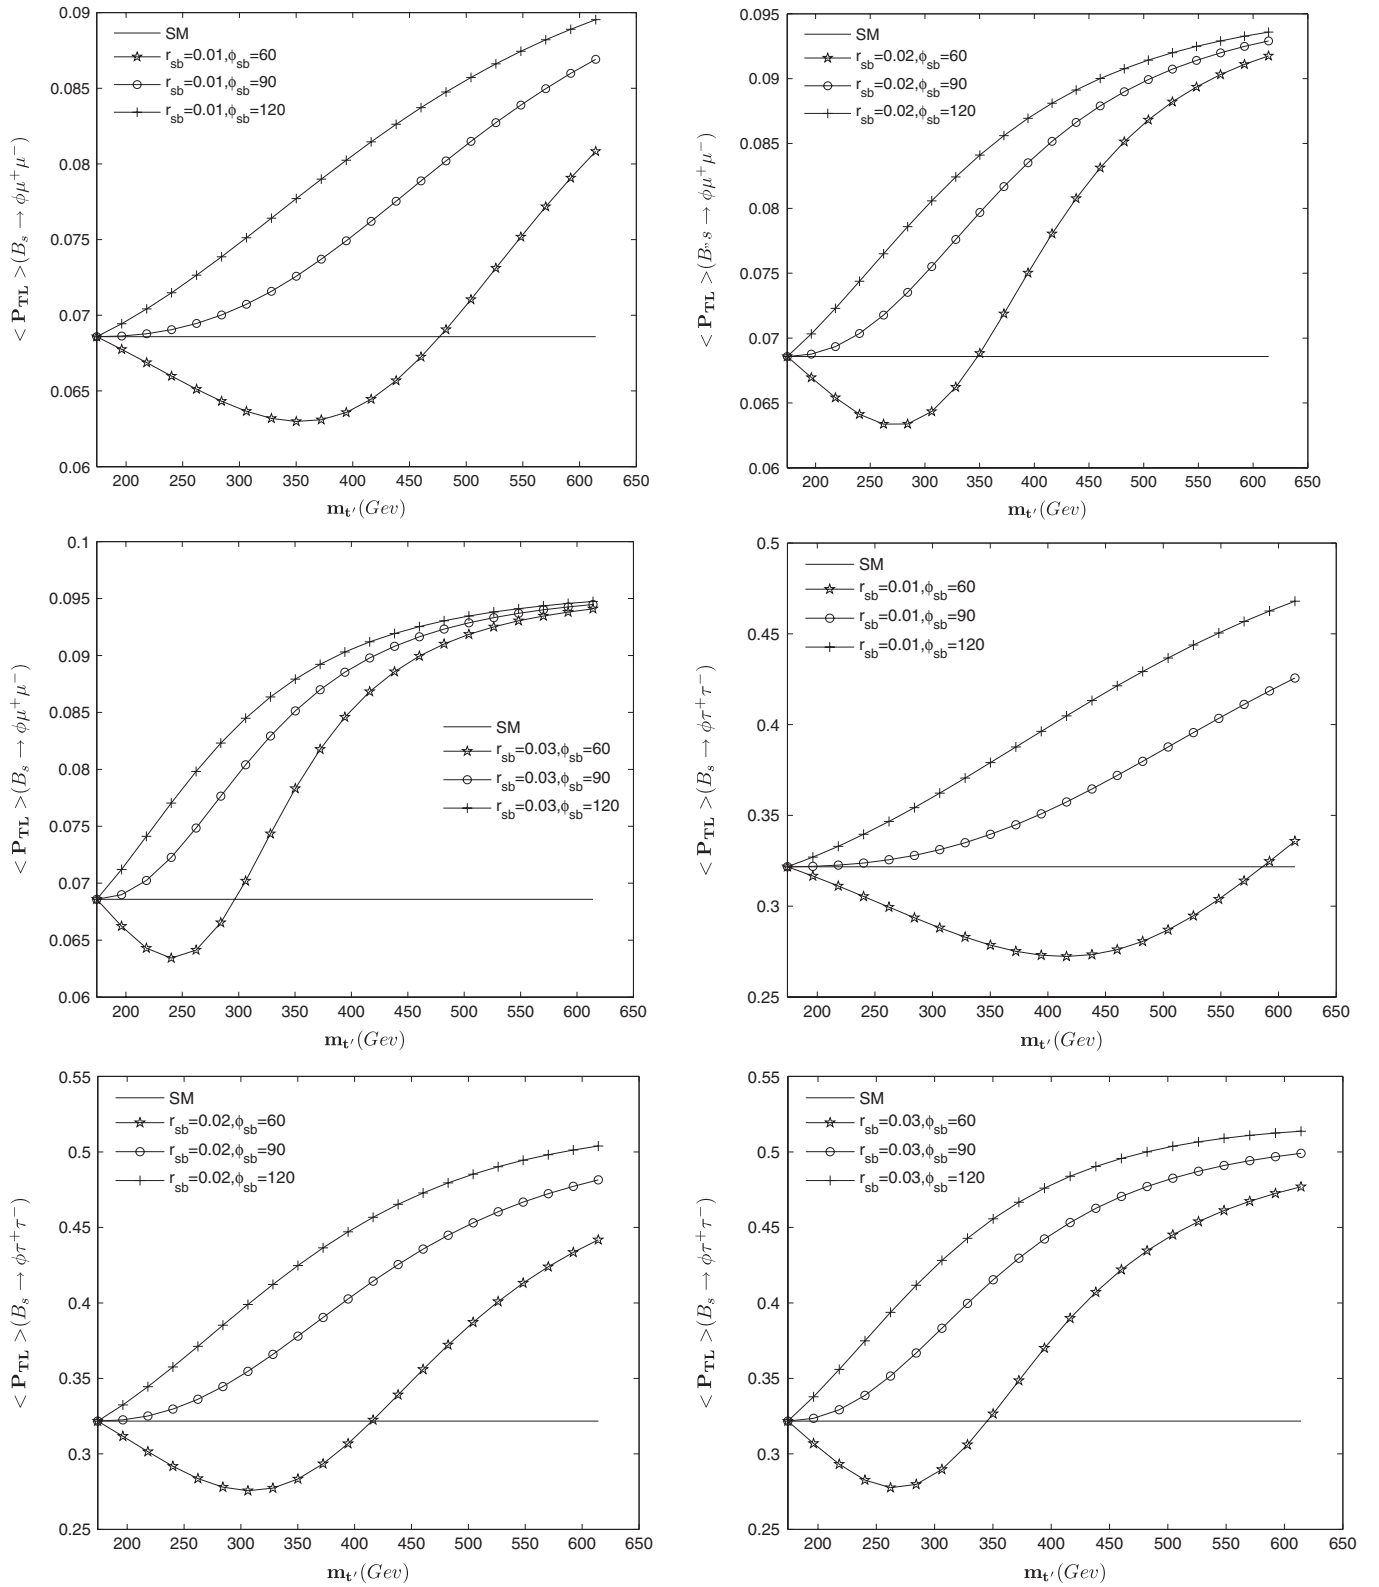 0.09
0.085
0.08
0.075
0.07
0.065
0.06
200 250 300 350 400 450 500 550 600 650
SM
r_sb=0.01,ϕ_sb=60
r_sb=0.01,ϕ_sb=90
r_sb=0.01,ϕ_sb=120
< P_TL >(B_s → ϕμ⁺μ⁻)
m_t′(Gev)
0.095
0.09
0.085
0.08
0.075
0.07
0.065
0.06
200 250 300 350 400 450 500 550 600 650
SM
r_sb=0.02,ϕ_sb=60
r_sb=0.02,ϕ_sb=90
r_sb=0.02,ϕ_sb=120
< P_TL >(B”s → ϕμ⁺μ⁻)
m_t′(Gev)
0.1
0.095
0.09
0.085
0.08
0.075
0.07
0.065
0.06
200 250 300 350 400 450 500 550 600 650
SM
r_sb=0.03,ϕ_sb=60
r_sb=0.03,ϕ_sb=90
r_sb=0.03,ϕ_sb=120
< P_TL >(B_s → ϕμ⁺μ⁻)
m_t′(Gev)
0.5
0.45
0.4
0.35
0.3
0.25
200 250 300 350 400 450 500 550 600 650
SM
r_sb=0.01,ϕ_sb=60
r_sb=0.01,ϕ_sb=90
r_sb=0.01,ϕ_sb=120
< P_TL >(B_s → ϕτ⁺τ⁻)
m_t′(Gev)
0.55
0.5
0.45
0.4
0.35
0.3
0.25
200 250 300 350 400 450 500 550 600 650
SM
r_sb=0.02,ϕ_sb=60
r_sb=0.02,ϕ_sb=90
r_sb=0.02,ϕ_sb=120
< P_TL >(B_s → ϕτ⁺τ⁻)
m_t′(Gev)
0.55
0.5
0.45
0.4
0.35
0.3
0.25
200 250 300 350 400 450 500 550 600 650
SM
r_sb=0.03,ϕ_sb=60
r_sb=0.03,ϕ_sb=90
r_sb=0.03,ϕ_sb=120
< P_TL >(B_s → ϕτ⁺τ⁻)
m_t′(Gev)